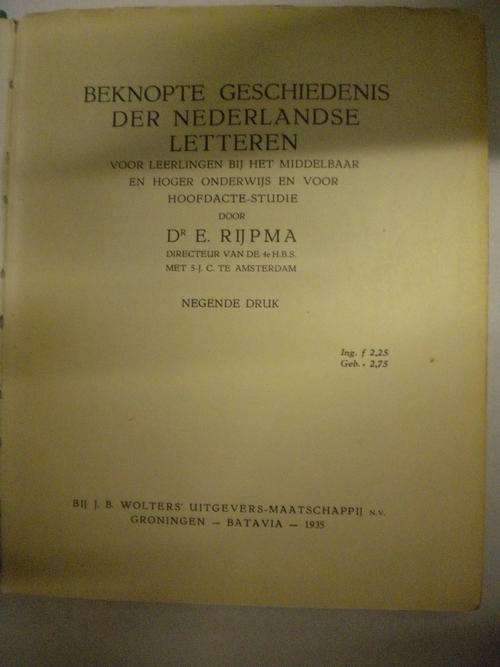 BEKNOPTE GESCHIEDENIS
DER NEDERLANDSE
LETTEREN
VOOR LEERLINGEN BIJ HET MIDDELBAAR
EN HOGER ONDERWIJS EN VOOR
HOOFDACTE-STUDIE
DOOR
DR E. RIJPMA
DIRECTEUR VAN DE 4e H.B.S.
MET 5-J. C. TE AMSTERDAM
NEGENDE DRUK
Ing. f 2,25
Geb. - 2,75
BIJ J. B. WOLTERS' UITGEVERS-MAATSCHAPPIJ N.V.
GRONINGEN — BATAVIA — 1935